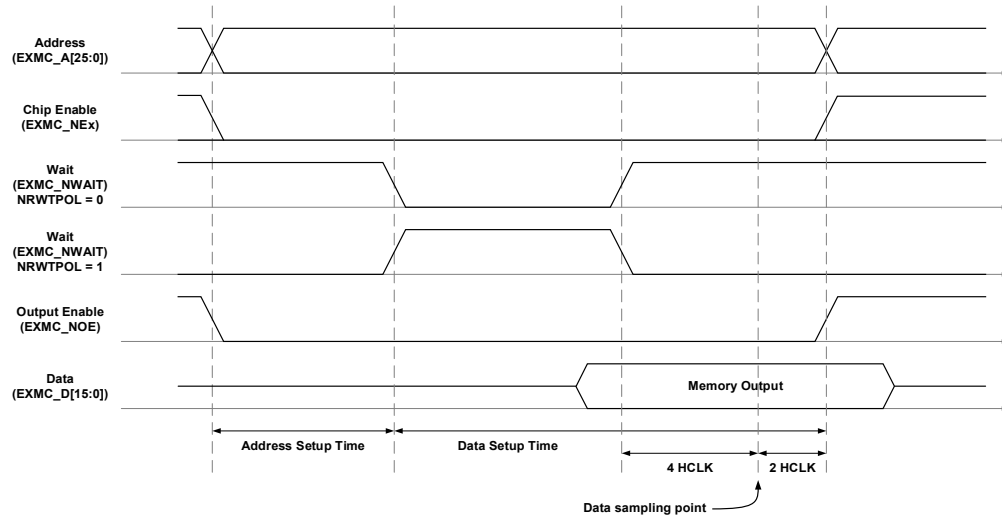 Address
(EXMC_A[25:0])
Chip Enable
(EXMC_NEx)
Wait
(EXMC_NWAIT)
NRWTPOL = 0
Wait
(EXMC_NWAIT)
NRWTPOL = 1
Output Enable
(EXMC_NOE)
Data
(EXMC_D[15:0])
Memory Output
Address Setup Time
Data Setup Time
4 HCLK
2 HCLK
Data sampling point